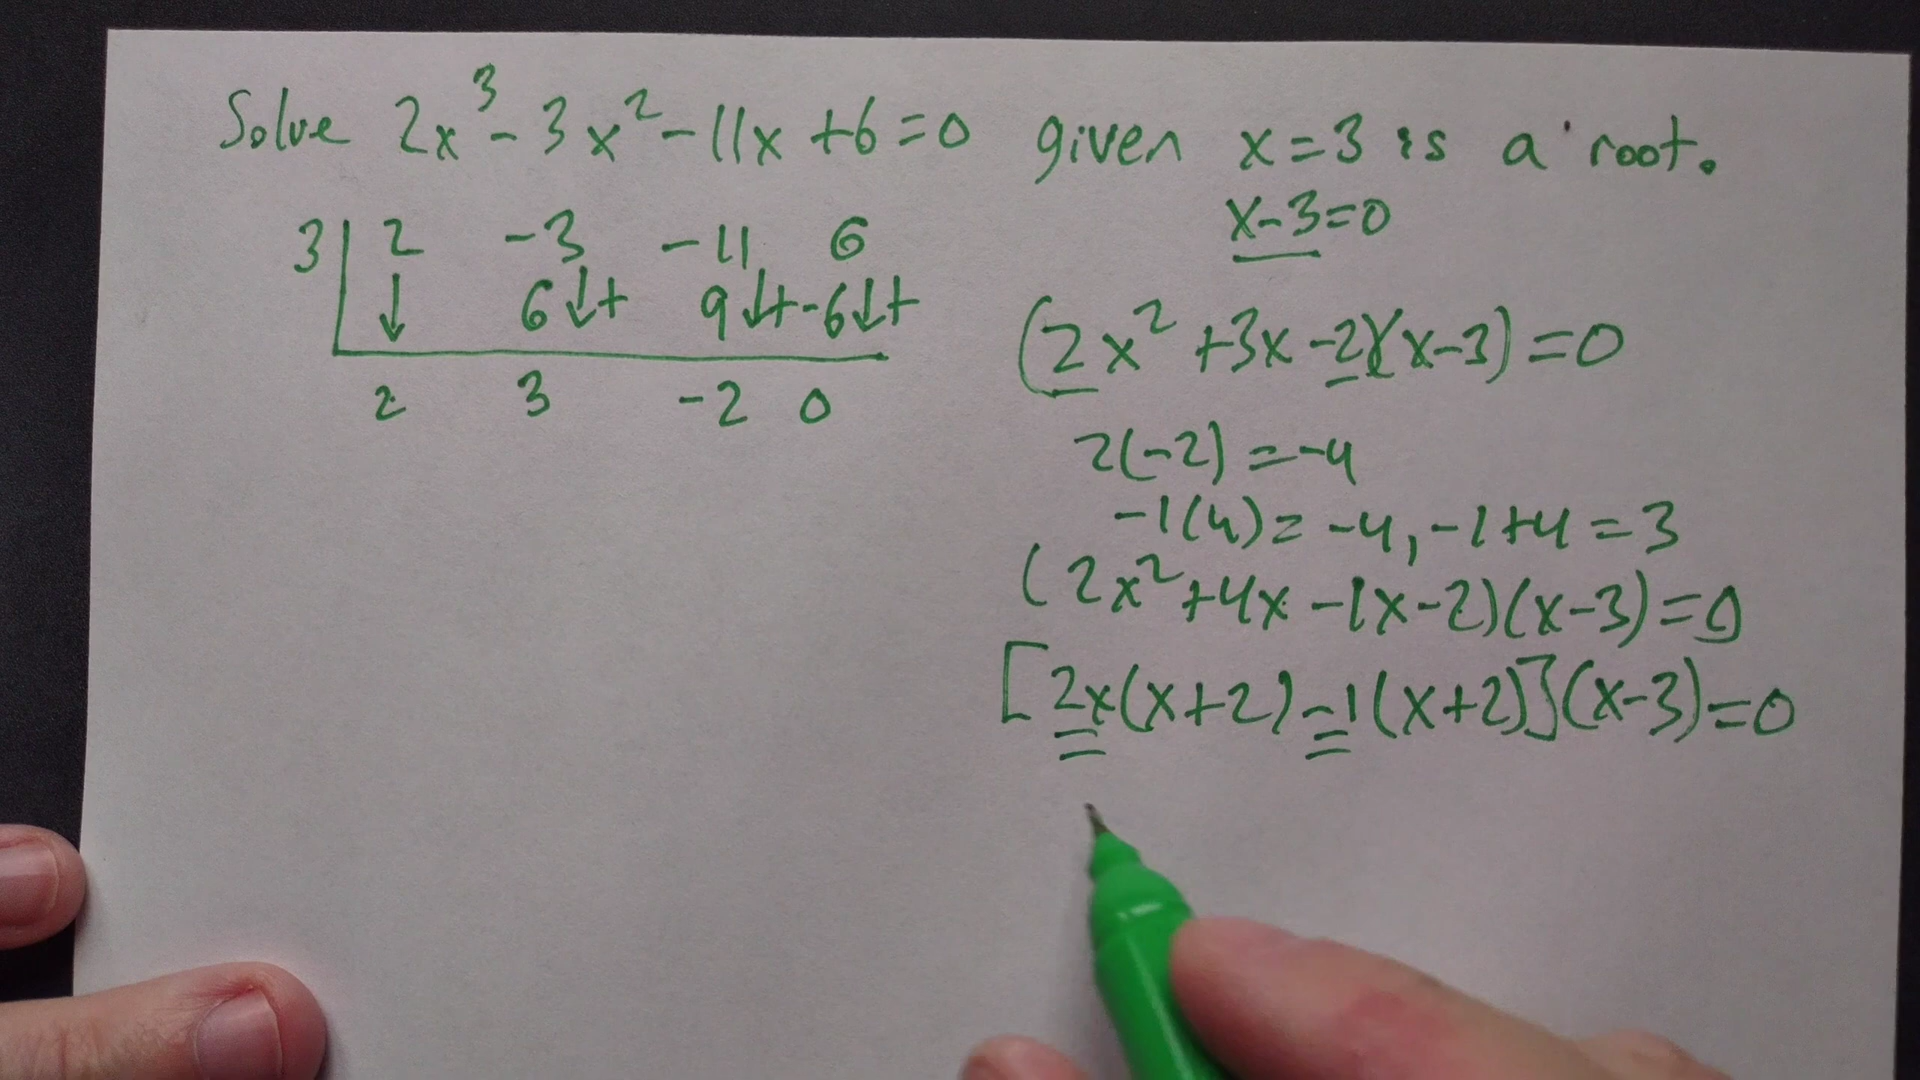 Solve 2x³ - 3x² - 11x + 6 = 0 given x = 3 is a root.
x - 3 = 0
3 | 2 -3 -11 6
↓ 6↓+ 9↓+ -6↓+
2 3 -2 0
(2x² + 3x - 2)(x - 3) = 0
2(-2) = -4
-1(4) = -4, -1 + 4 = 3
(2x² + 4x - 1x - 2)(x - 3) = 0
[2x(x + 2) - 1(x + 2)](x - 3) = 0